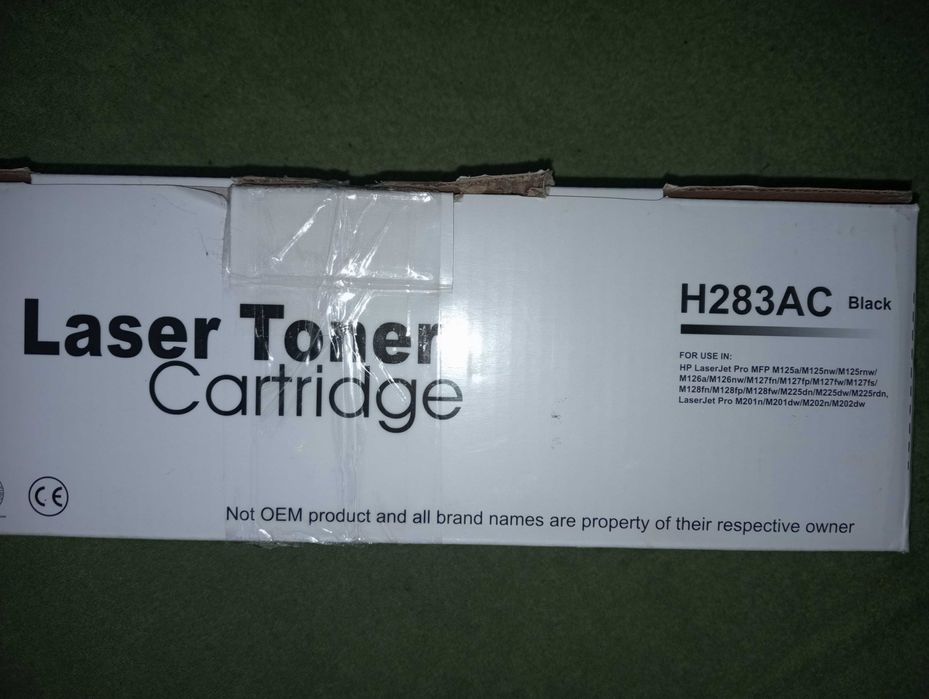 Laser Toner
Cartridge
H283AC Black
FOR USE IN:
HP LaserJet Pro MFP M125a/M125nw/M125rnw/
M126a/M126nw/M127fn/M127fp/M127fw/M127fs/
M128fn/M128fp/M128fw/M225dn/M225dw/M225rdn,
LaserJet Pro M201n/M201dw/M202n/M202dw
CE
Not OEM product and all brand names are property of their respective owner